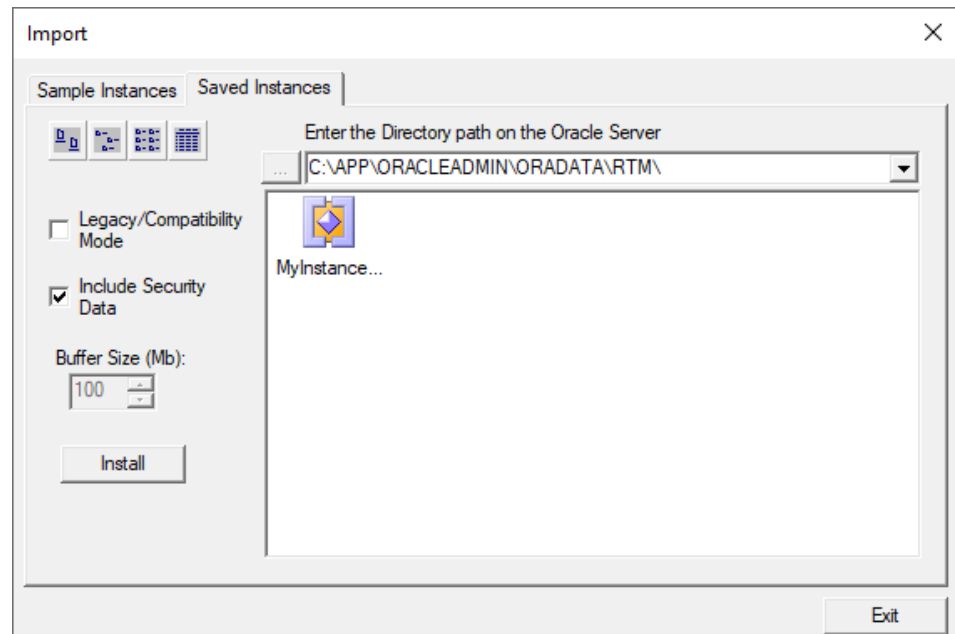 Import
Sample Instances
Saved Instances
Enter the Directory path on the Oracle Server
...
C:\APP\ORACLEADMIN\ORADATA\RTM\
Legacy/Compatibility
Mode
MyInstance...
Include Security
Data
Buffer Size (Mb):
100
Install
Exit